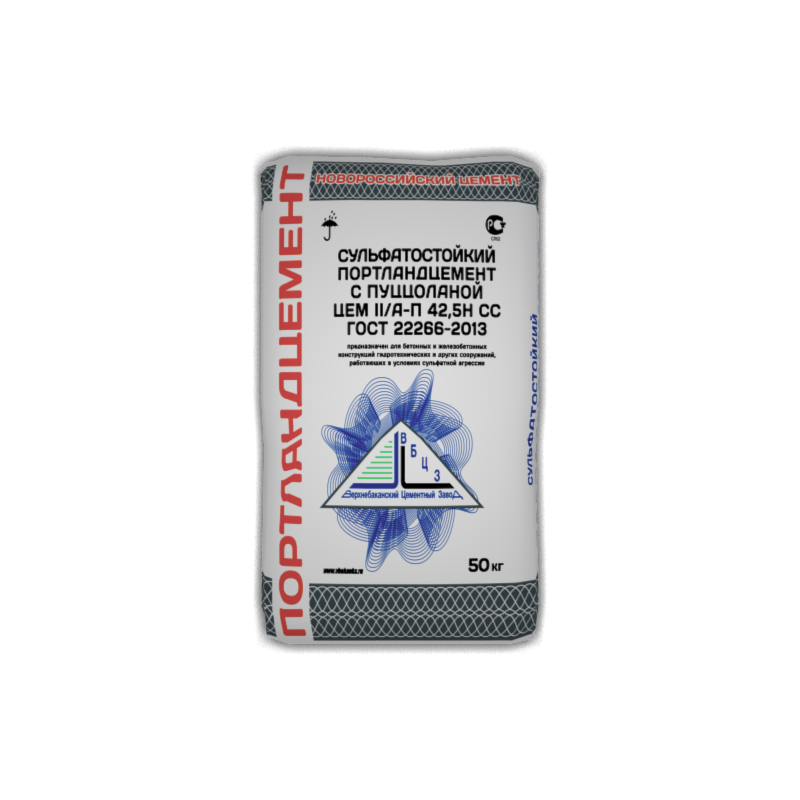 ПОРТЛАНДЦЕМЕНТ
НОВОРОССИЙСКИЙ ЦЕМЕНТ
СУЛЬФАТОСТОЙКИЙ
ПОРТЛАНДЦЕМЕНТ
С ПУЦЦОЛАНОЙ
ЦЕМ II/А-П 42,5Н СС
ГОСТ 22266-2013
предназначен для бетонных и железобетонных
конструкций гидротехнических и других сооружений,
работающих в условиях сульфатной агрессии
В
Б
Ц
З
Верхнебаканский Цементный Завод
50 кг
СУЛЬФАТОСТОЙКИЙ